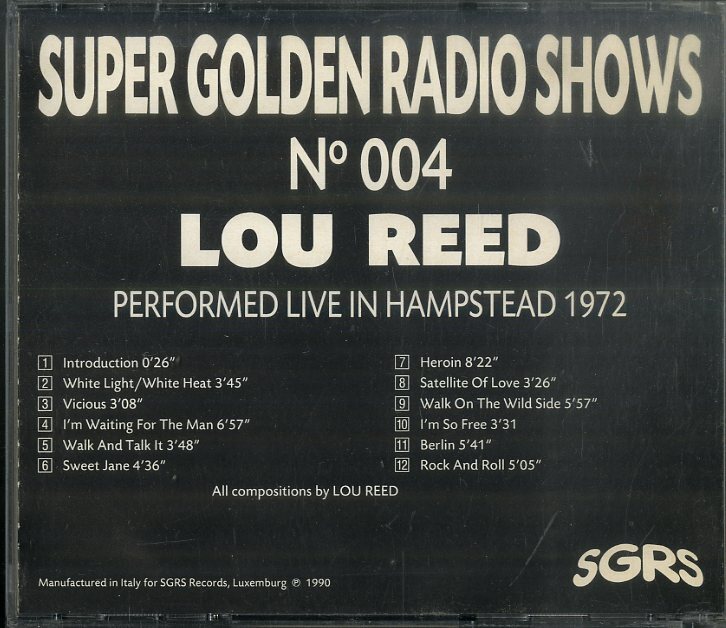 SUPER GOLDEN RADIO SHOWS
Nº 004
LOU REED
PERFORMED LIVE IN HAMPSTEAD 1972
1 Introduction 0'26"
2 White Light/White Heat 3'45"
3 Vicious 3'08"
4 I'm Waiting For The Man 6'57"
5 Walk And Talk It 3'48"
6 Sweet Jane 4'36"
7 Heroin 8'22"
8 Satellite Of Love 3'26"
9 Walk On The Wild Side 5'57"
10 I'm So Free 3'31
11 Berlin 5'41"
12 Rock And Roll 5'05"
All compositions by LOU REED
SGRS
Manufactured in Italy for SGRS Records, Luxemburg ℗ 1990